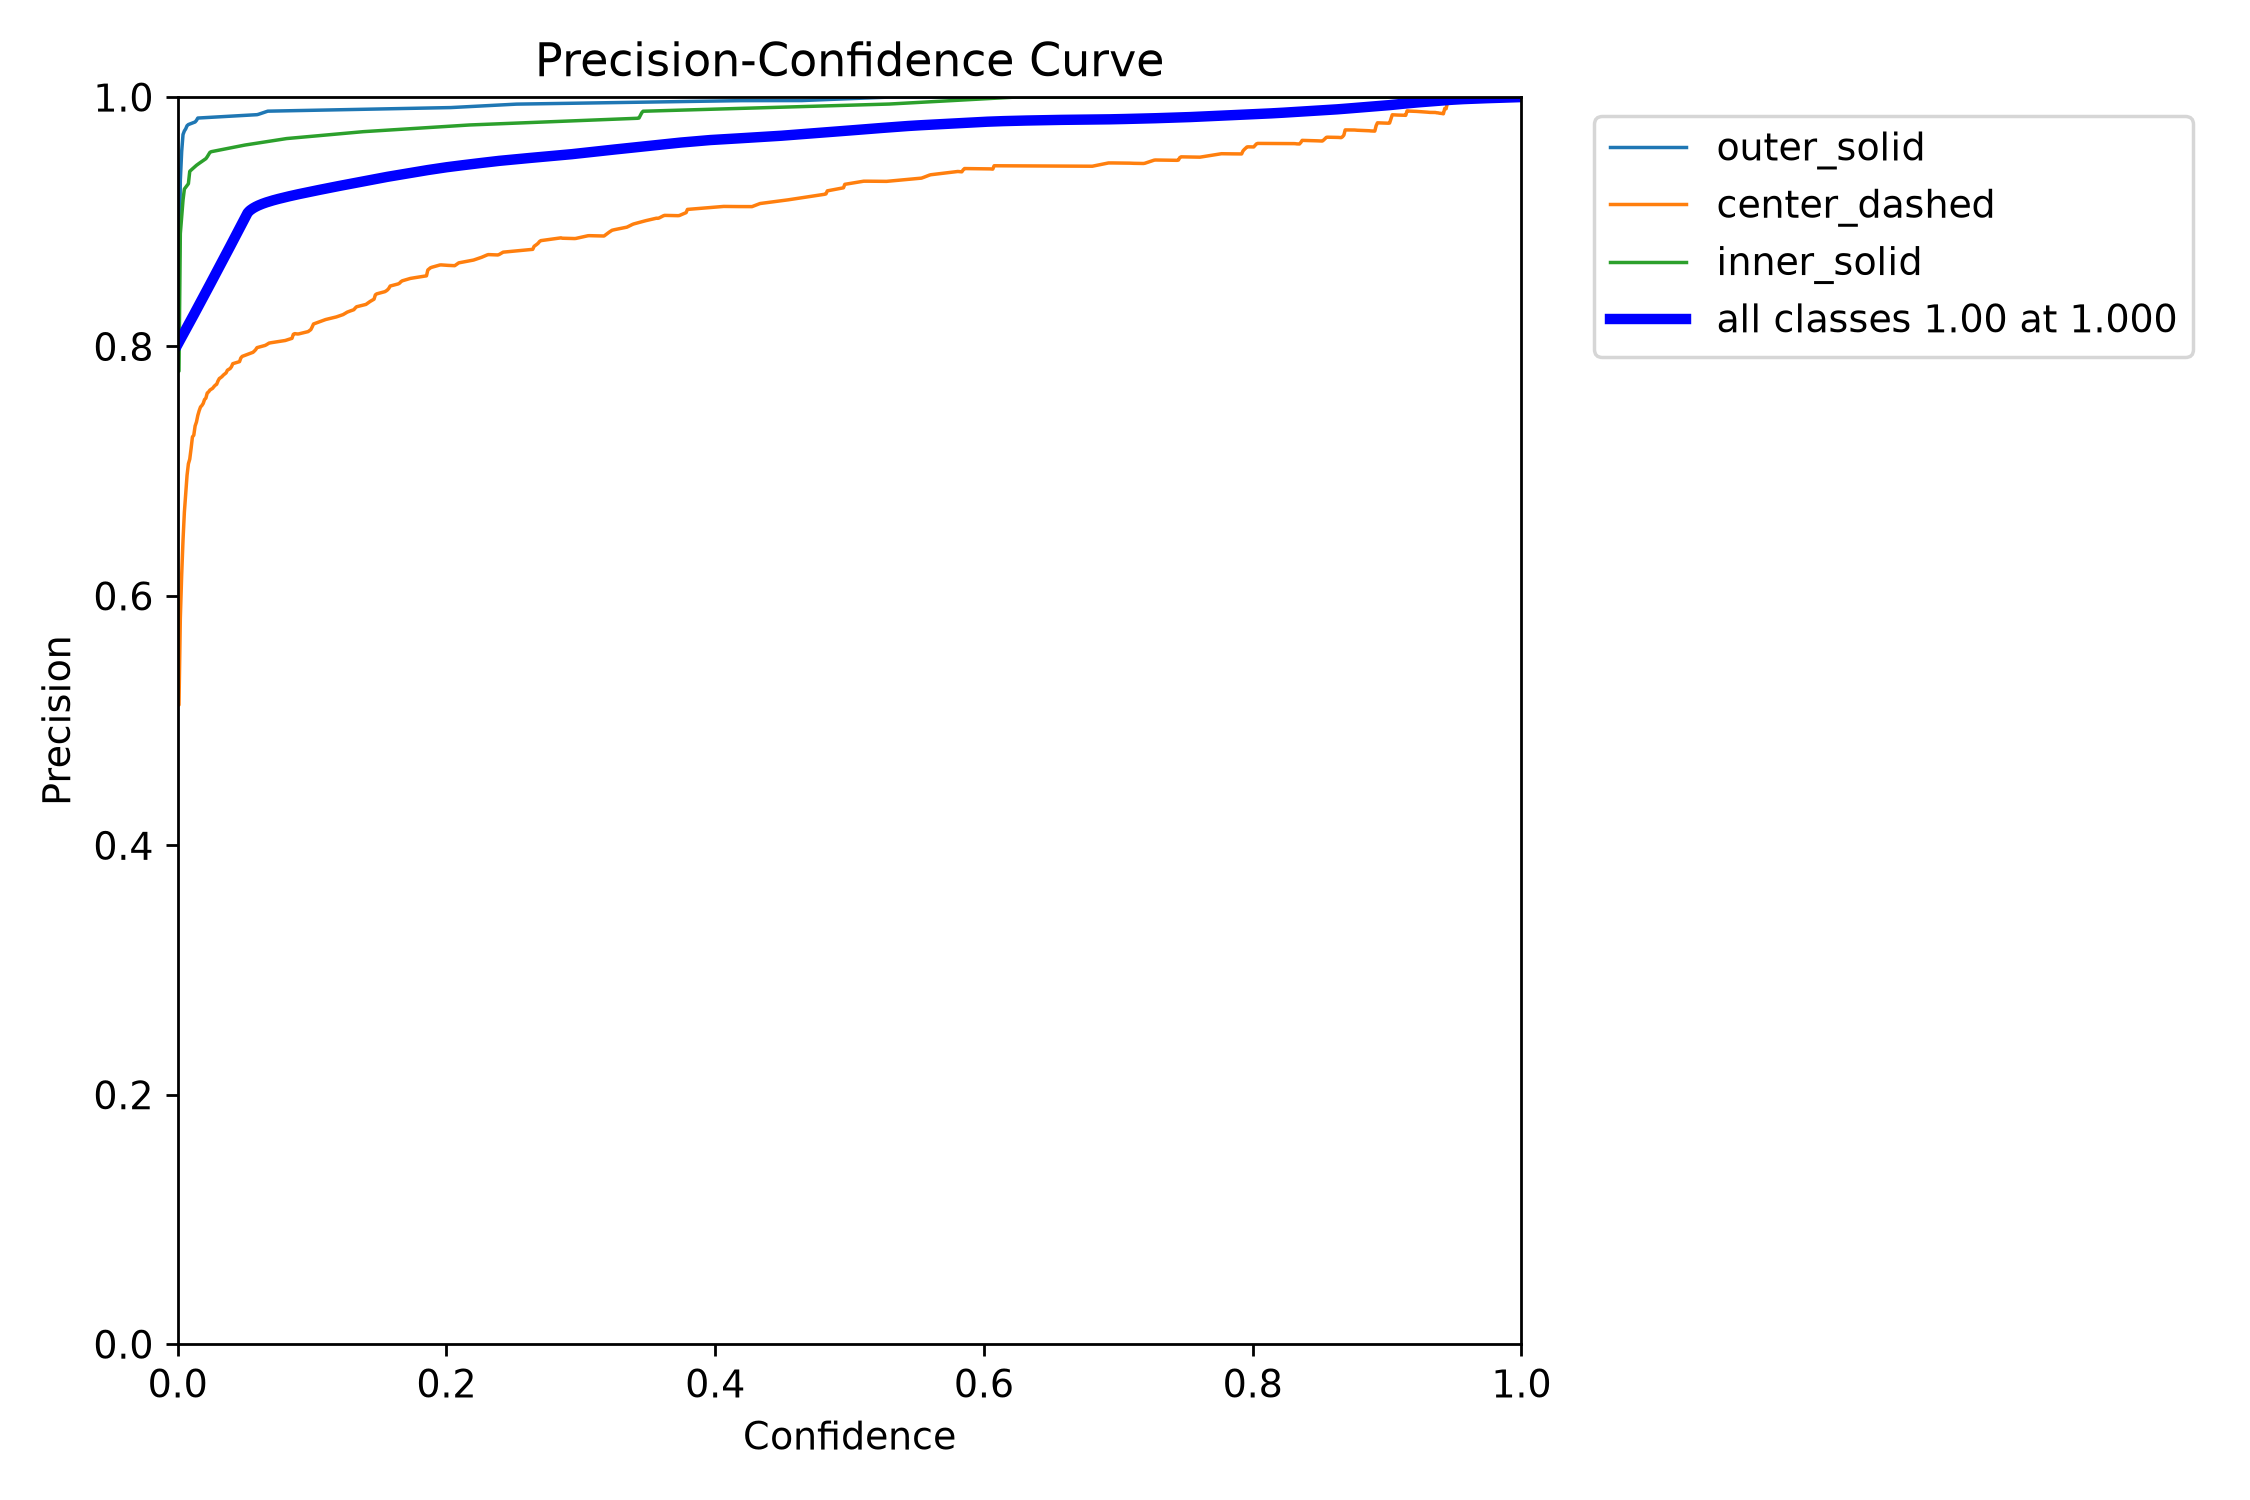 Precision-Confidence Curve
1.0
0.8
0.6
0.4
0.2
0.0
Precision
0.0 0.2 0.4 0.6 0.8 1.0
Confidence
outer_solid
center_dashed
inner_solid
all classes 1.00 at 1.000